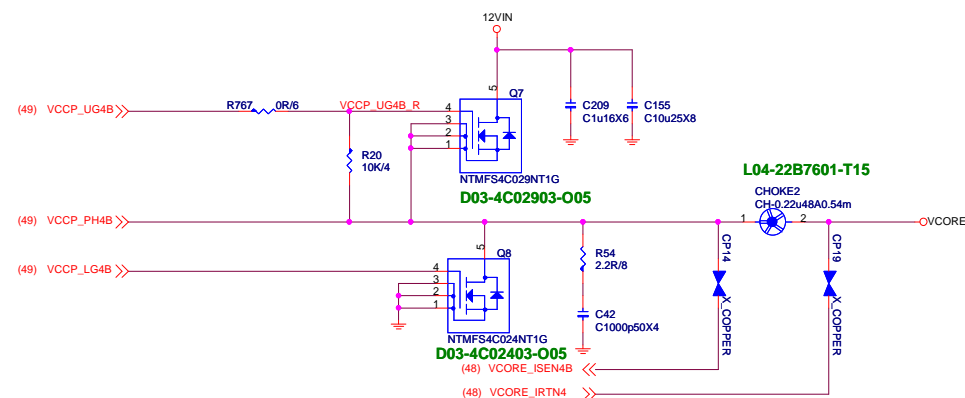 12VIN
5
Q7
(49) VCCP_UG4B
R767
0R/6
VCCP_UG4B_R
4
3
2
1
C209
C1u16X6
C155
C10u25X8
R20
10K/4
NTMFS4C029NT1G
D03-4C02903-O05
L04-22B7601-T15
CHOKE2
CH-0.22u48A0.54m
(49) VCCP_PH4B
1
2
VCORE
5
Q8
R54
2.2R/8
CP14
CP19
(49) VCCP_LG4B
4
3
2
1
C42
C1000p50X4
X_COPPER
X_COPPER
NTMFS4C024NT1G
D03-4C02403-O05
(48) VCORE_ISEN4B
(48) VCORE_IRTN4